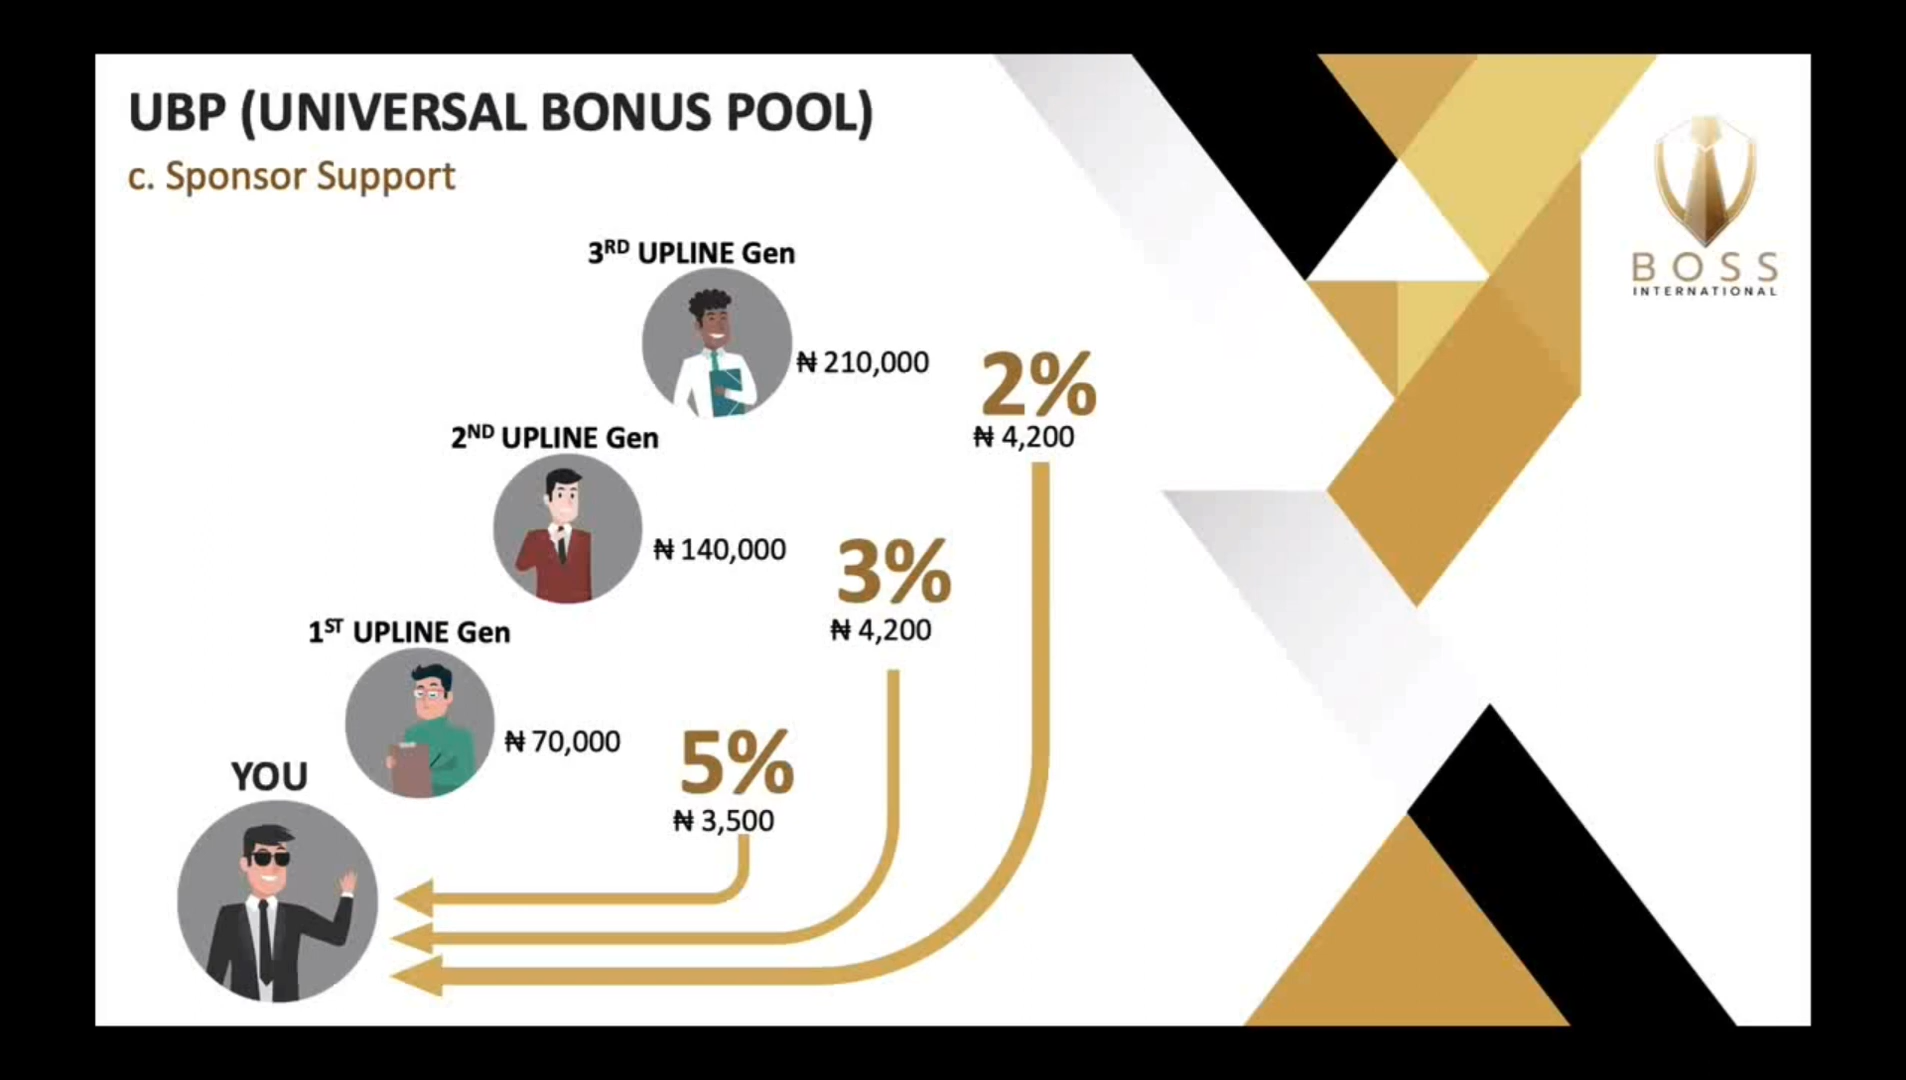 UBP (UNIVERSAL BONUS POOL)
c. Sponsor Support
BOSS
INTERNATIONAL
3RD UPLINE Gen
₦ 210,000
2%
₦ 4,200
2ND UPLINE Gen
₦ 140,000
3%
₦ 4,200
1ST UPLINE Gen
₦ 70,000
5%
₦ 3,500
YOU